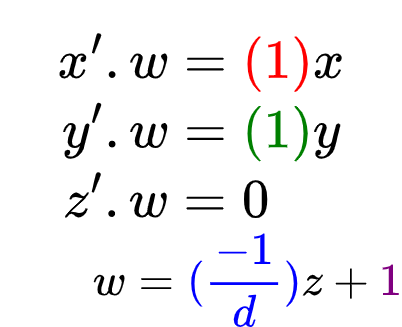 x′. w = (1)x
y′. w = (1)y
z′. w = 0
w = (−1/d)z + 1